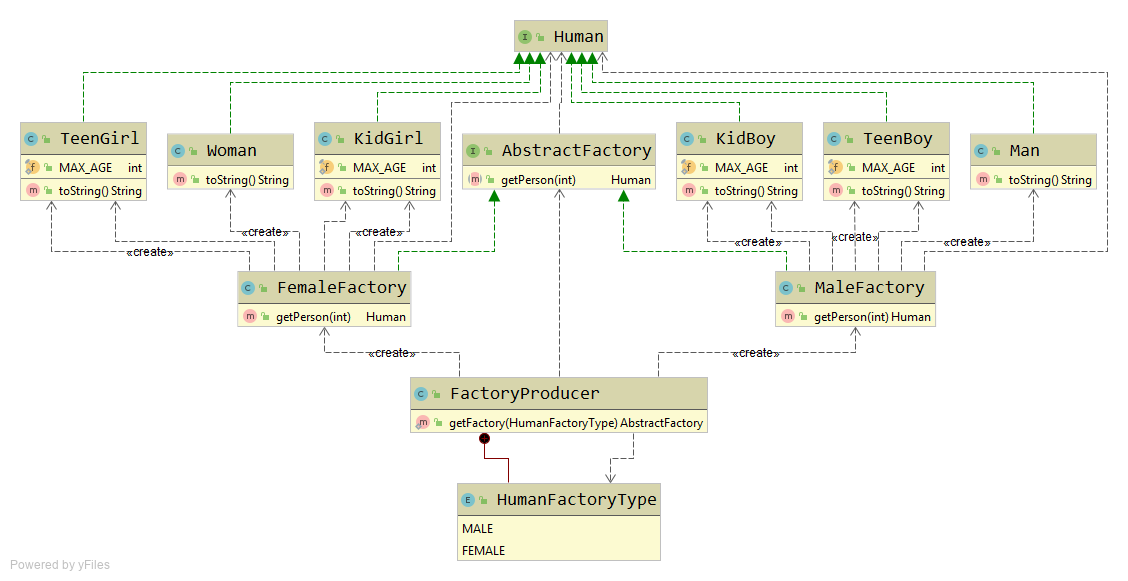 Human
TeenGirl
MAX_AGE int
toString() String
Woman
toString() String
KidGirl
MAX_AGE int
toString() String
AbstractFactory
getPerson(int) Human
KidBoy
MAX_AGE int
toString() String
TeenBoy
MAX_AGE int
toString() String
Man
toString() String
«create»
«create»
«create»
«create»
«create»
«create»
FemaleFactory
getPerson(int) Human
MaleFactory
getPerson(int) Human
«create»
«create»
FactoryProducer
getFactory(HumanFactoryType) AbstractFactory
HumanFactoryType
MALE
FEMALE
Powered by yFiles